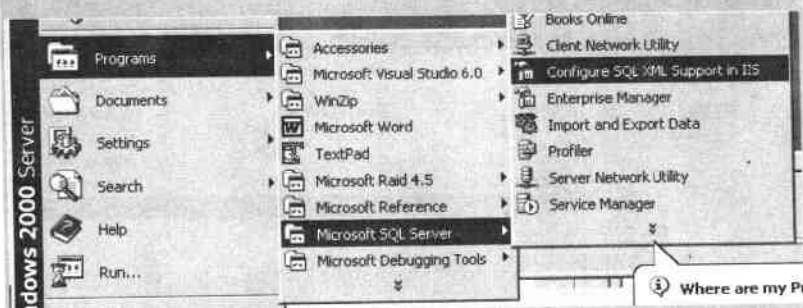 dows 2000 Server
Programs
Documents
Settings
Search
Help
Run...
Accessories
Microsoft Visual Studio 6.0
WinZip
Microsoft Word
TextPad
Microsoft Raid 4.5
Microsoft Reference
Microsoft SQL Server
Microsoft Debugging Tools
Books Online
Client Network Utility
Configure SQL XML Support in IIS
Enterprise Manager
Import and Export Data
Profiler
Server Network Utility
Service Manager
Where are my P